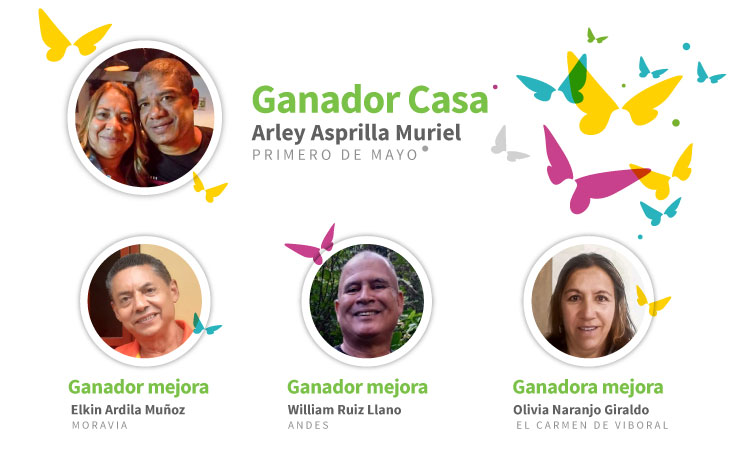 Ganador Casa
Arley Asprilla Muriel
PRIMERO DE MAYO
Ganador mejora
Elkin Ardila Muñoz
MORAVIA
Ganador mejora
William Ruiz Llano
ANDES
Ganadora mejora
Olivia Naranjo Giraldo
EL CARMEN DE VIBORAL